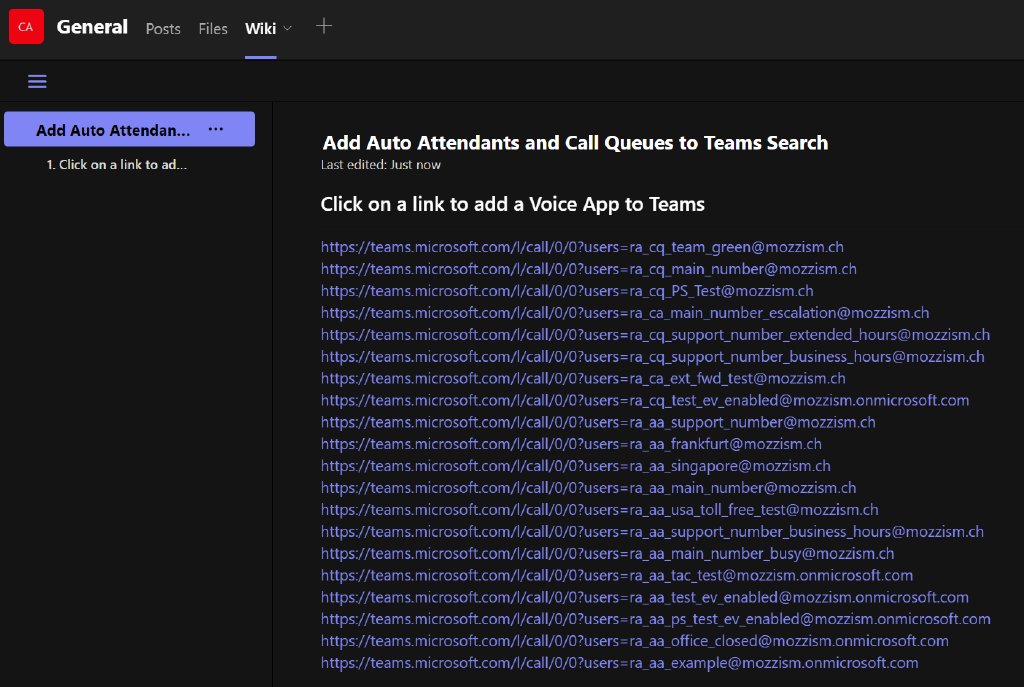 CA General Posts Files Wiki
Add Auto Attendan... ...
1. Click on a link to ad...
Add Auto Attendants and Call Queues to Teams Search
Last edited: Just now
Click on a link to add a Voice App to Teams
https://teams.microsoft.com/l/call/0/0?users=ra_cq_team_green@mozzism.ch
https://teams.microsoft.com/l/call/0/0?users=ra_cq_main_number@mozzism.ch
https://teams.microsoft.com/l/call/0/0?users=ra_cq_PS_Test@mozzism.ch
https://teams.microsoft.com/l/call/0/0?users=ra_ca_main_number_escalation@mozzism.ch
https://teams.microsoft.com/l/call/0/0?users=ra_cq_support_number_extended_hours@mozzism.ch
https://teams.microsoft.com/l/call/0/0?users=ra_cq_support_number_business_hours@mozzism.ch
https://teams.microsoft.com/l/call/0/0?users=ra_ca_ext_fwd_test@mozzism.ch
https://teams.microsoft.com/l/call/0/0?users=ra_cq_test_ev_enabled@mozzism.onmicrosoft.com
https://teams.microsoft.com/l/call/0/0?users=ra_aa_support_number@mozzism.ch
https://teams.microsoft.com/l/call/0/0?users=ra_aa_frankfurt@mozzism.ch
https://teams.microsoft.com/l/call/0/0?users=ra_aa_singapore@mozzism.ch
https://teams.microsoft.com/l/call/0/0?users=ra_aa_main_number@mozzism.ch
https://teams.microsoft.com/l/call/0/0?users=ra_aa_usa_toll_free_test@mozzism.ch
https://teams.microsoft.com/l/call/0/0?users=ra_aa_support_number_business_hours@mozzism.ch
https://teams.microsoft.com/l/call/0/0?users=ra_aa_main_number_busy@mozzism.ch
https://teams.microsoft.com/l/call/0/0?users=ra_aa_tac_test@mozzism.onmicrosoft.com
https://teams.microsoft.com/l/call/0/0?users=ra_aa_test_ev_enabled@mozzism.onmicrosoft.com
https://teams.microsoft.com/l/call/0/0?users=ra_aa_ps_test_ev_enabled@mozzism.onmicrosoft.com
https://teams.microsoft.com/l/call/0/0?users=ra_aa_office_closed@mozzism.onmicrosoft.com
https://teams.microsoft.com/l/call/0/0?users=ra_aa_example@mozzism.onmicrosoft.com